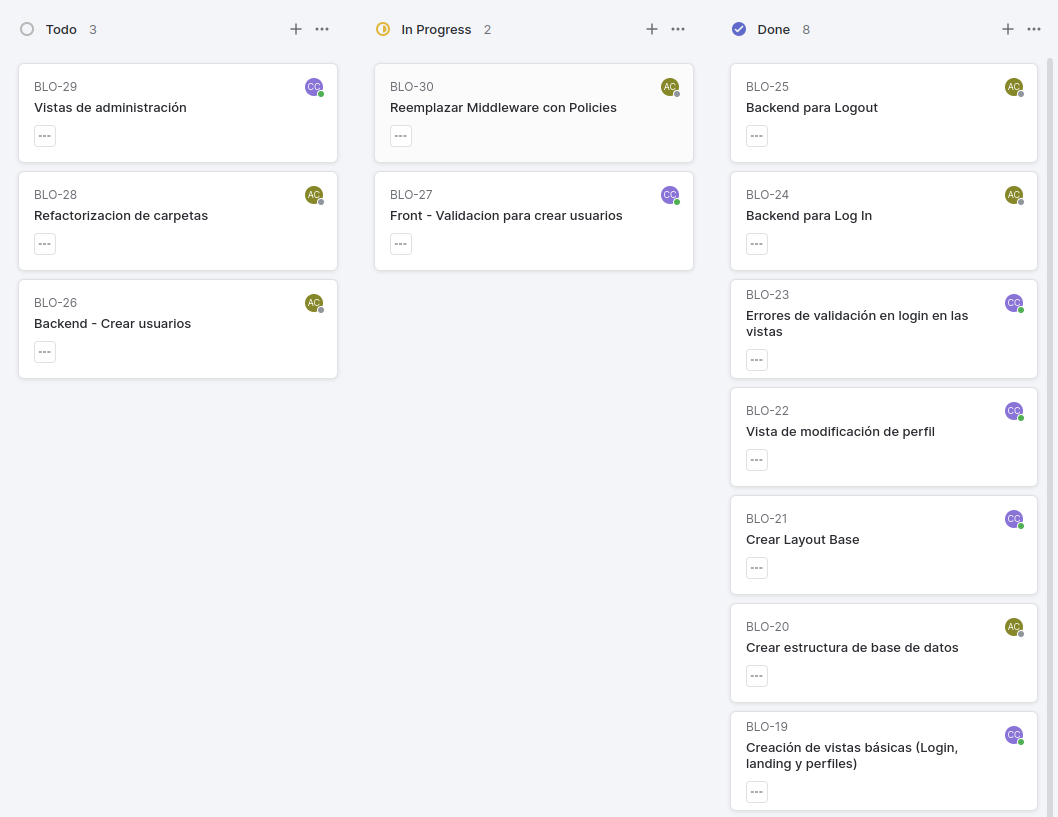 Todo 3
BLO-29
CC
Vistas de administración
BLO-28
AC
Refactorizacion de carpetas
BLO-26
AC
Backend - Crear usuarios
In Progress 2
BLO-30
AC
Reemplazar Middleware con Policies
BLO-27
CC
Front - Validacion para crear usuarios
Done 8
BLO-25
AC
Backend para Logout
BLO-24
AC
Backend para Log In
BLO-23
CC
Errores de validación en login en las
vistas
BLO-22
CC
Vista de modificación de perfil
BLO-21
CC
Crear Layout Base
BLO-20
AC
Crear estructura de base de datos
BLO-19
CC
Creación de vistas básicas (Login,
landing y perfiles)